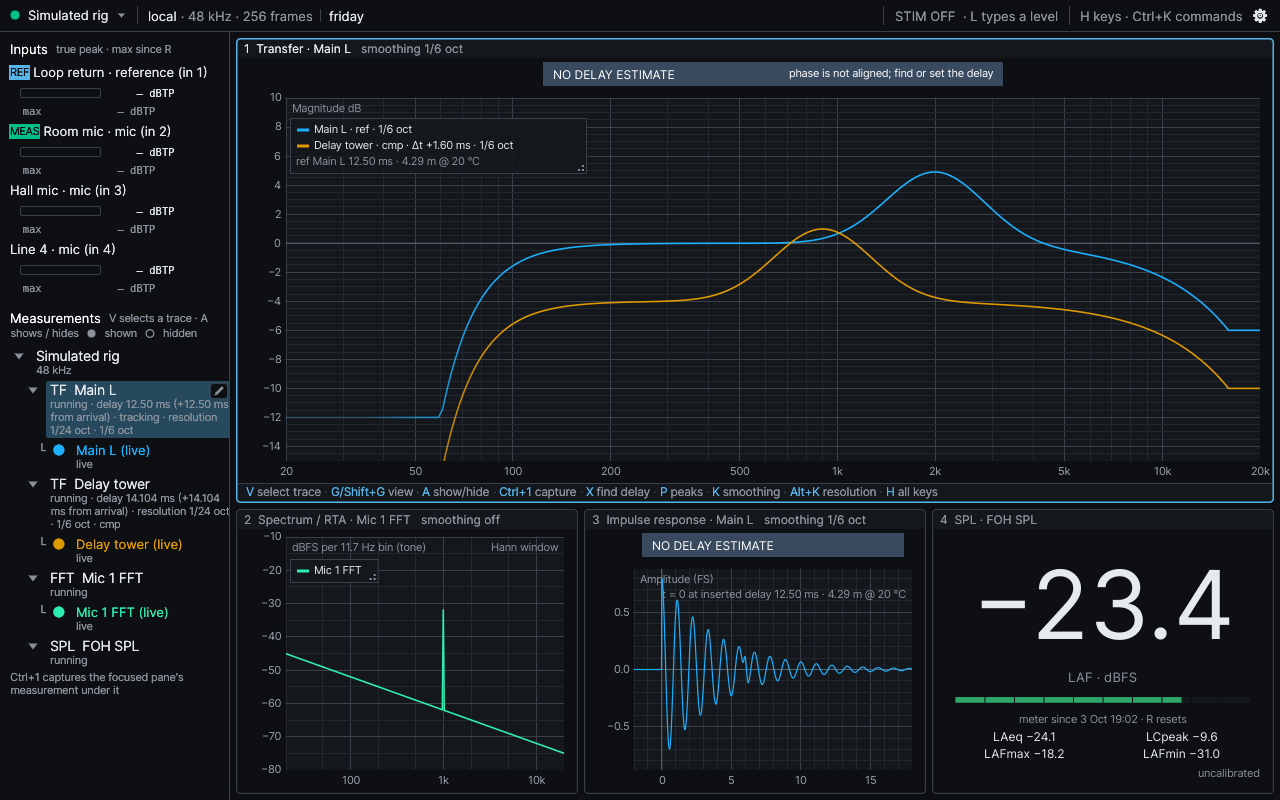 Simulated rig
local · 48 kHz · 256 frames
friday
STIM OFF · L types a level
H keys · Ctrl+K commands
Inputs true peak · max since R
REF Loop return · reference (in 1)
– dBTP
max – dBTP
MEAS Room mic · mic (in 2)
– dBTP
max – dBTP
Hall mic · mic (in 3)
– dBTP
max – dBTP
Line 4 · mic (in 4)
– dBTP
max – dBTP
Measurements V selects a trace · A
shows / hides shown hidden
Simulated rig
48 kHz
TF Main L
running · delay 12.50 ms (+12.50 ms
from arrival) · tracking · resolution
1/24 oct · 1/6 oct
Main L (live)
live
TF Delay tower
running · delay 14.104 ms (+14.104
ms from arrival) · resolution 1/24 oct
· 1/6 oct · cmp
Delay tower (live)
live
FFT Mic 1 FFT
running
Mic 1 FFT (live)
live
SPL FOH SPL
running
Ctrl+1 captures the focused pane's
measurement under it
1 Transfer · Main L smoothing 1/6 oct
NO DELAY ESTIMATE phase is not aligned; find or set the delay
Magnitude dB
Main L · ref · 1/6 oct
Delay tower · cmp · Δt +1.60 ms · 1/6 oct
ref Main L 12.50 ms · 4.29 m @ 20 °C
10
8
6
4
2
0
−2
−4
−6
−8
−10
−12
−14
20 50 100 200 500 1k 2k 5k 10k 20k
V select trace · G/Shift+G view · A show/hide · Ctrl+1 capture · X find delay · P peaks · K smoothing · Alt+K resolution · H all keys
2 Spectrum / RTA · Mic 1 FFT smoothing off
dBFS per 11.7 Hz bin (tone) Hann window
Mic 1 FFT
−10
−20
−30
−40
−50
−60
−70
−80
100 1k 10k
3 Impulse response · Main L smoothing 1/6 oct
NO DELAY ESTIMATE
Amplitude (FS)
t = 0 at inserted delay 12.50 ms · 4.29 m @ 20 °C
0.5
0.0
−0.5
0 5 10 15
4 SPL · FOH SPL
−23.4
LAF · dBFS
meter since 3 Oct 19:02 · R resets
LAeq −24.1 LCpeak −9.6
LAFmax −18.2 LAFmin −31.0
uncalibrated